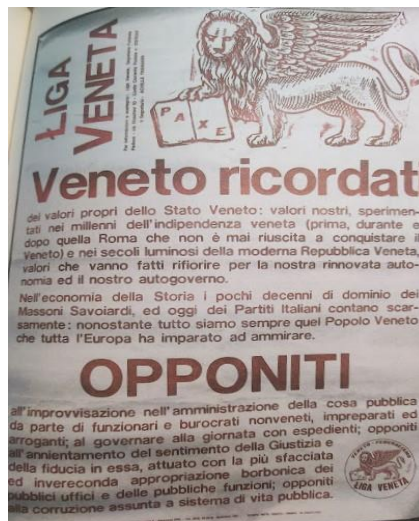 ŁIGA
VENETA
PAXE
Veneto ricordat
dei valori propri dello Stato Veneto: valori nostri, sperimen
tati nei millenni dell'indipendenza veneta (prima, durante e
dopo quella Roma che non è mai riuscita a conquistare il
Veneto) e nei secoli luminosi della moderna Repubblica Veneta,
valori che vanno fatti rifiorire per la nostra rinnovata auto-
nomia ed il nostro autogoverno.
Nell'economia della Storia i pochi decenni di dominio dei
Massoni Savoiardi, ed oggi dei Partiti Italiani contano scar-
samente: nonostante tutto siamo sempre quel Popolo Veneto
che tutta l'Europa ha imparato ad ammirare.
OPPONITI
all'improvvisazione nell'amministrazione della cosa pubblica
da parte di funzionari e burocrati nonveneti, impreparati ed
arroganti; al governare alla giornata con espedienti; opponiti
all'annientamento del sentimento della Giustizia e
della fiducia in essa, attuato con la più sfacciata
ed invereconda appropriazione borbonica dei
pubblici uffici e delle pubbliche funzioni; opponiti
alla corruzione assunta a sistema di vita pubblica.
ŁIGA VENETA